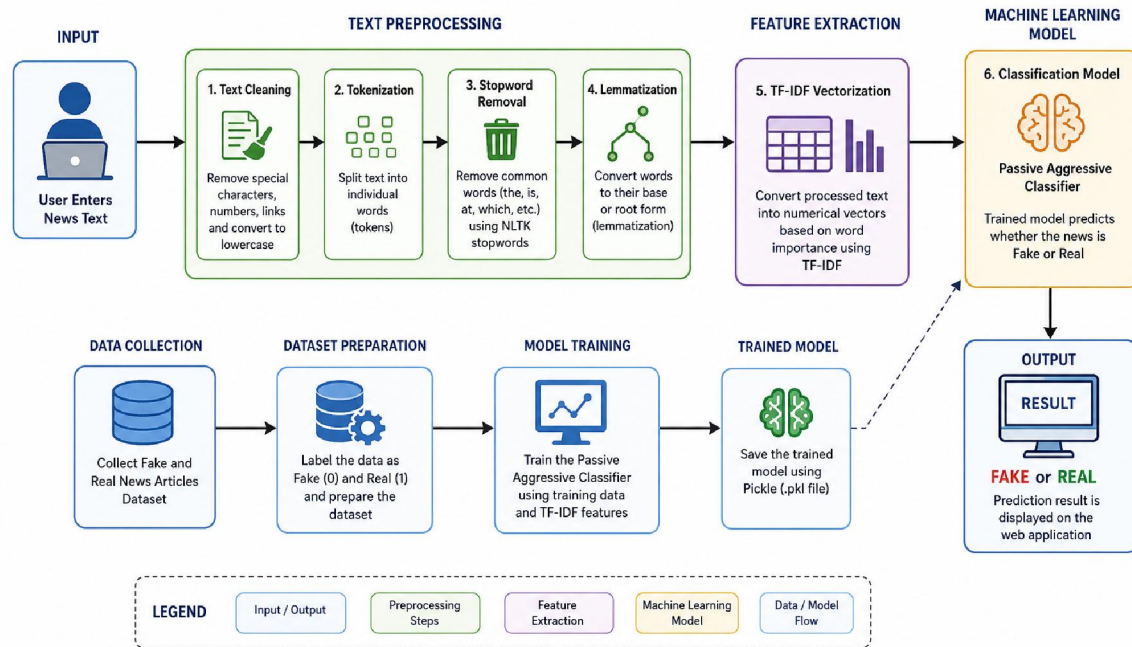 INPUT
User Enters
News Text
TEXT PREPROCESSING
1. Text Cleaning
Remove special
characters,
numbers, links
and convert to
lowercase
2. Tokenization
Split text into
individual
words
(tokens)
3. Stopword
Removal
Remove common
words (the, is,
at, which, etc.)
using NLTK
stopwords
4. Lemmatization
Convert words
to their base
or root form
(lemmatization)
FEATURE EXTRACTION
5. TF-IDF Vectorization
Convert processed text
into numerical vectors
based on word
importance using
TF-IDF
MACHINE LEARNING
MODEL
6. Classification Model
Passive Aggressive
Classifier
Trained model predicts
whether the news is
Fake or Real
DATA COLLECTION
Collect Fake and
Real News Articles
Dataset
DATASET PREPARATION
Label the data as
Fake (0) and Real (1)
and prepare the
dataset
MODEL TRAINING
Train the Passive
Aggressive Classifier
using training data
and TF-IDF features
TRAINED MODEL
Save the trained
model using
Pickle (.pkl file)
OUTPUT
RESULT
FAKE or REAL
Prediction result is
displayed on the
web application
LEGEND
Input / Output
Preprocessing
Steps
Feature
Extraction
Machine Learning
Model
Data / Model
Flow